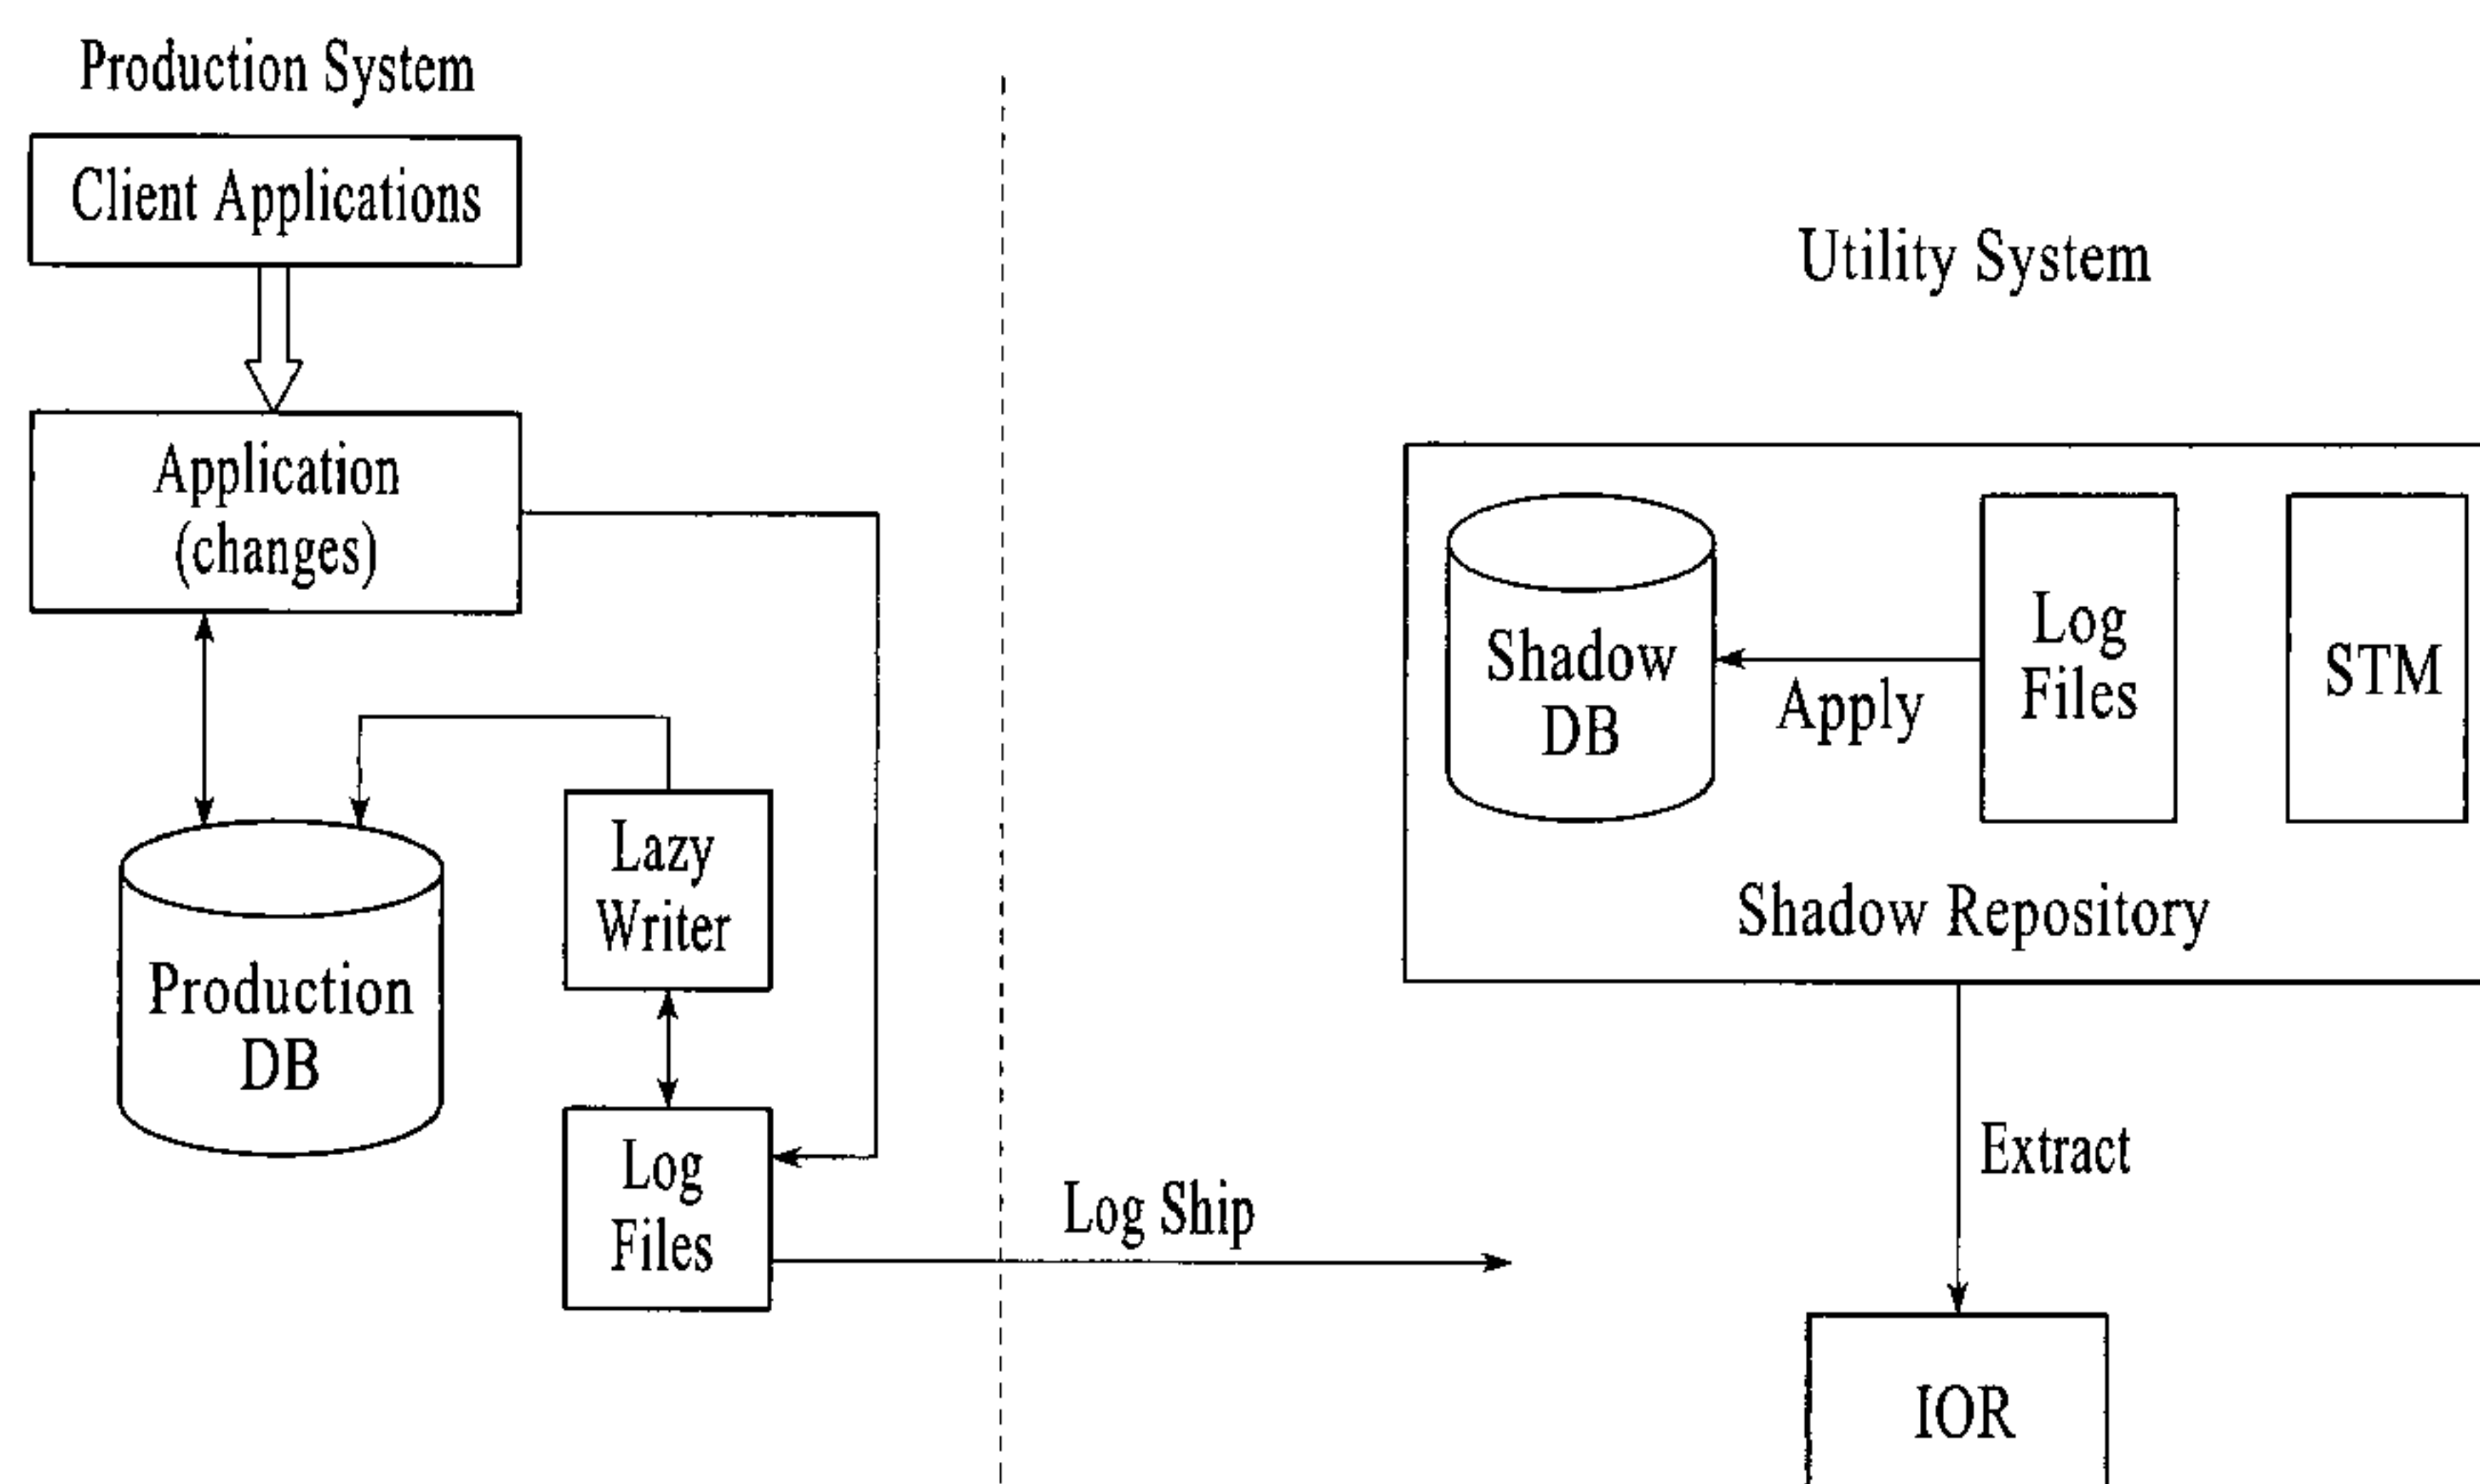 Production System
Client Applications
Application
(changes)
Lazy
Writer
Production
DB
Log
Files
Log Ship
Utility System
Shadow
DB
Apply
Log
Files
STM
Shadow Repository
Extract
IOR